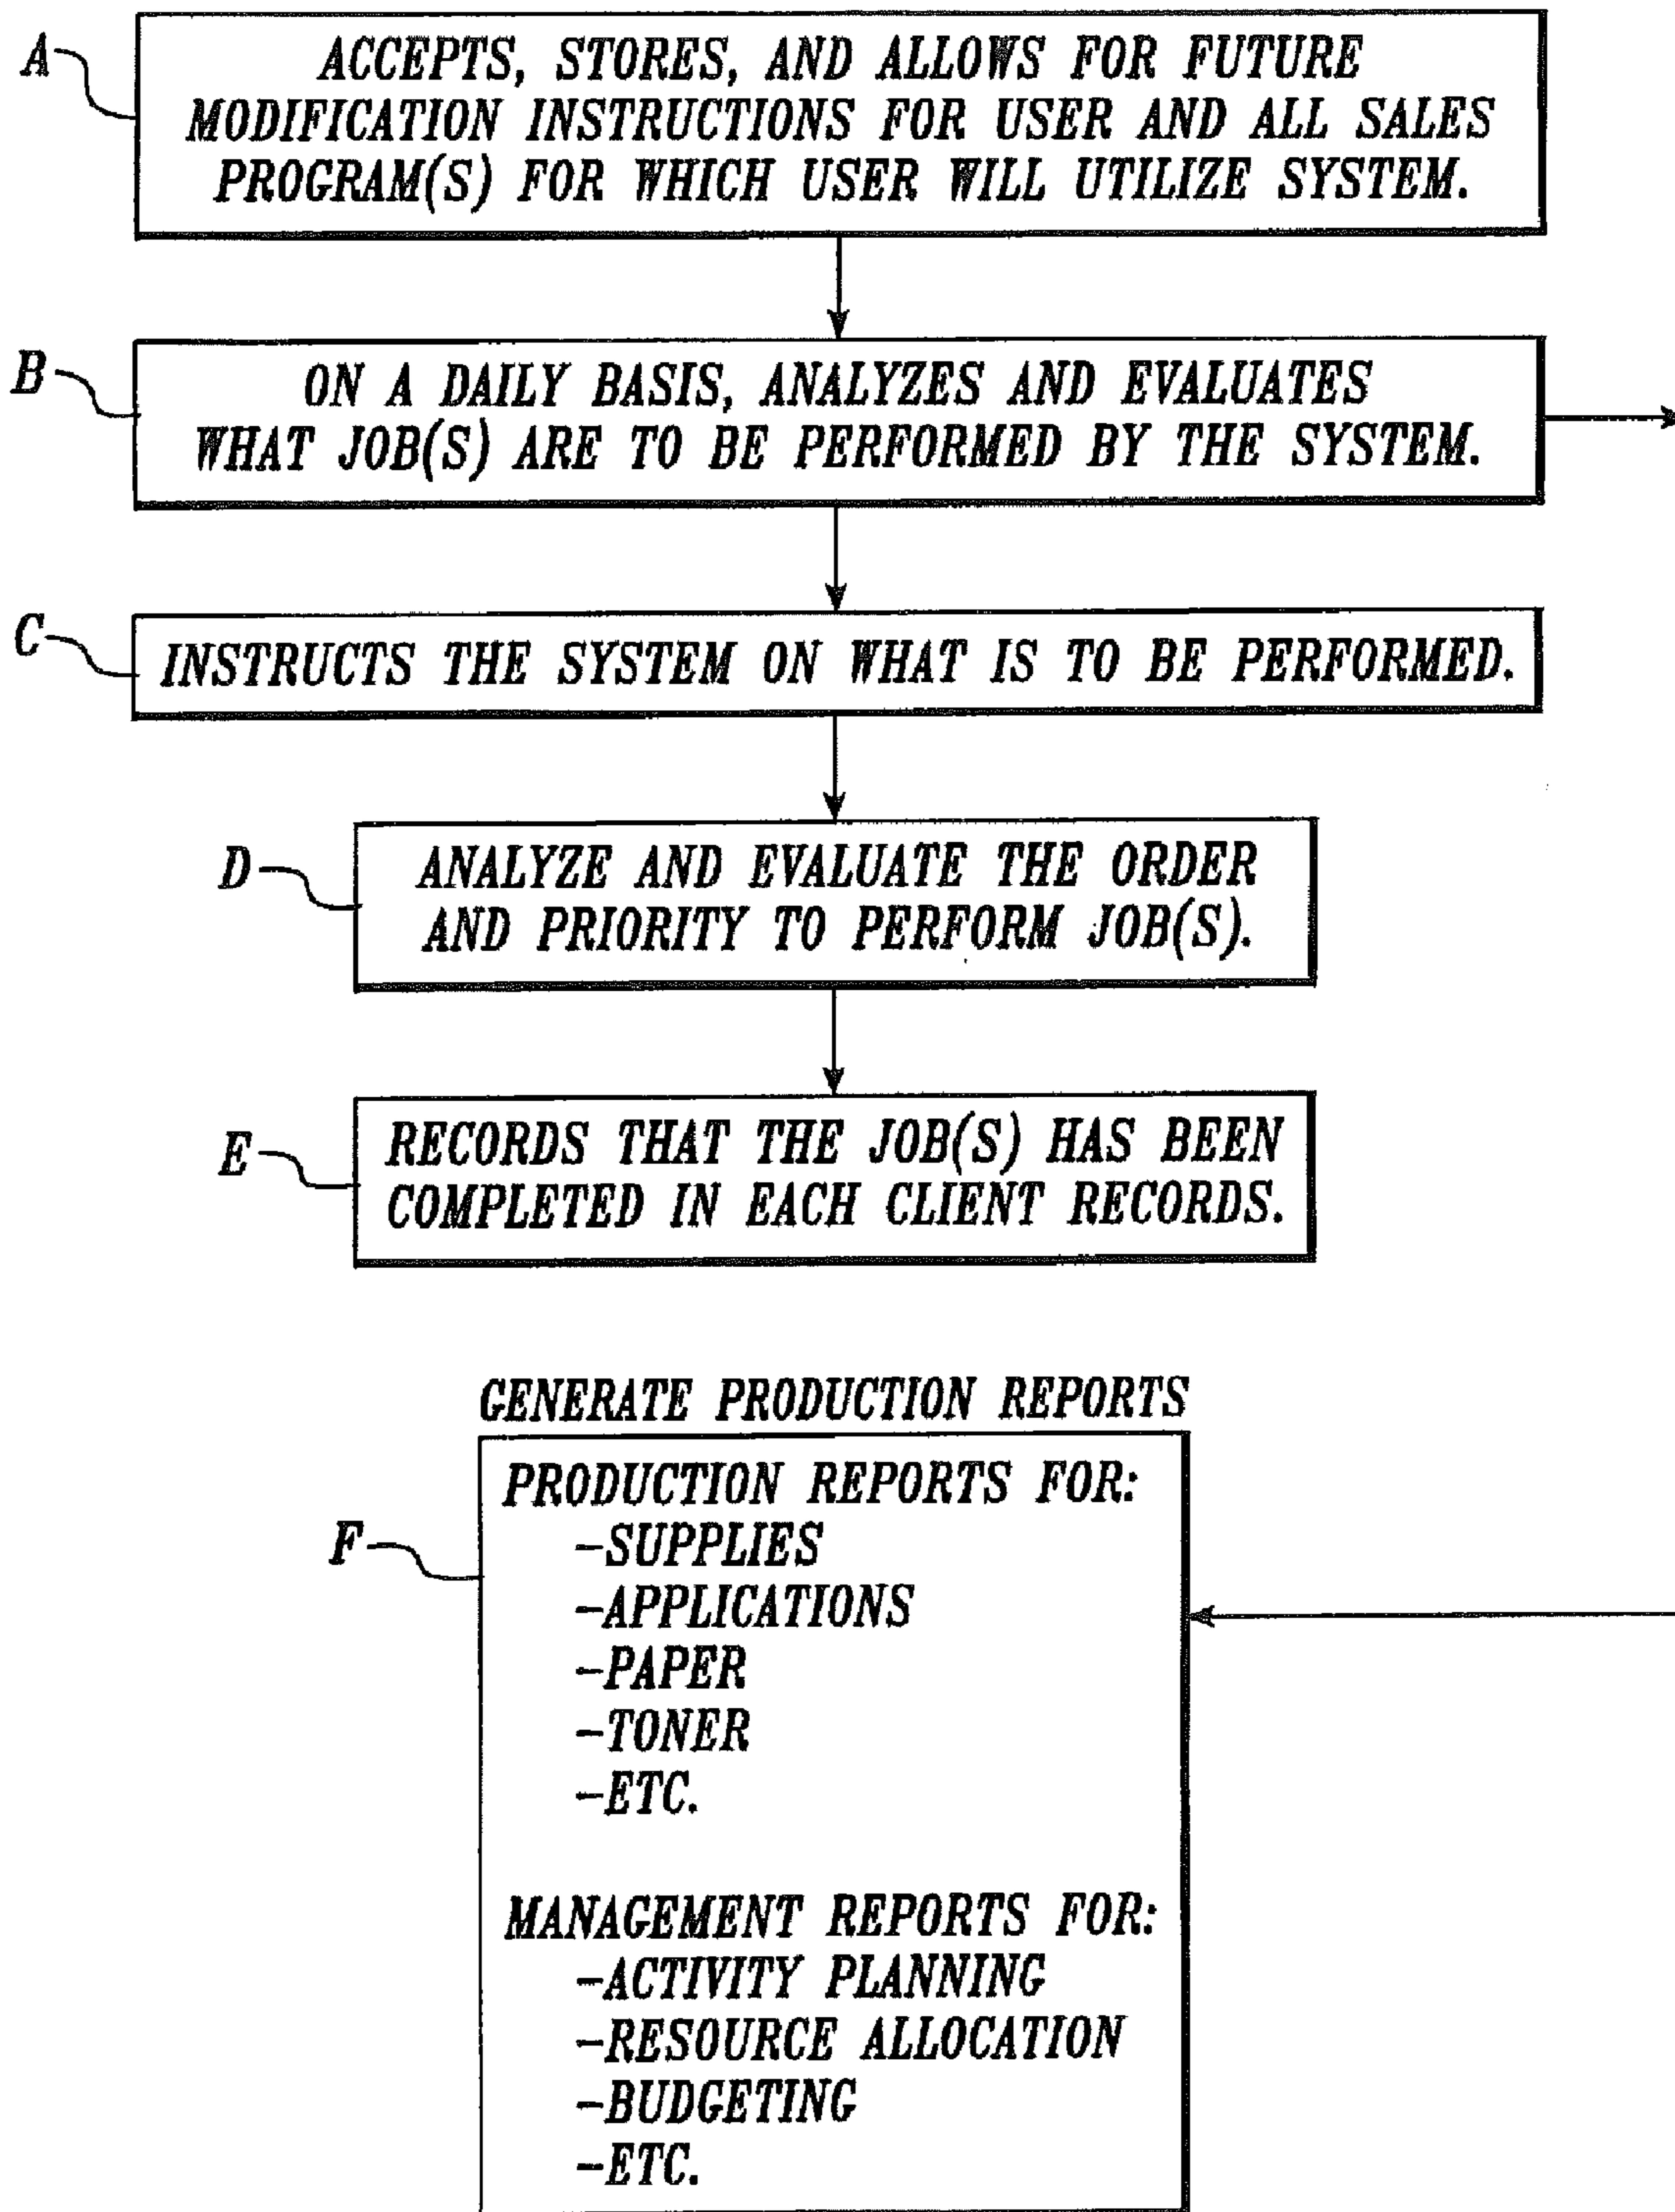 A
ACCEPTS, STORES, AND ALLOWS FOR FUTURE
MODIFICATION INSTRUCTIONS FOR USER AND ALL SALES
PROGRAM(S) FOR WHICH USER WILL UTILIZE SYSTEM.
B
ON A DAILY BASIS, ANALYZES AND EVALUATES
WHAT JOB(S) ARE TO BE PERFORMED BY THE SYSTEM.
C
INSTRUCTS THE SYSTEM ON WHAT IS TO BE PERFORMED.
D
ANALYZE AND EVALUATE THE ORDER
AND PRIORITY TO PERFORM JOB(S).
E
RECORDS THAT THE JOB(S) HAS BEEN
COMPLETED IN EACH CLIENT RECORDS.
GENERATE PRODUCTION REPORTS
F
PRODUCTION REPORTS FOR:
-SUPPLIES
-APPLICATIONS
-PAPER
-TONER
-ETC.
MANAGEMENT REPORTS FOR:
-ACTIVITY PLANNING
-RESOURCE ALLOCATION
-BUDGETING
-ETC.